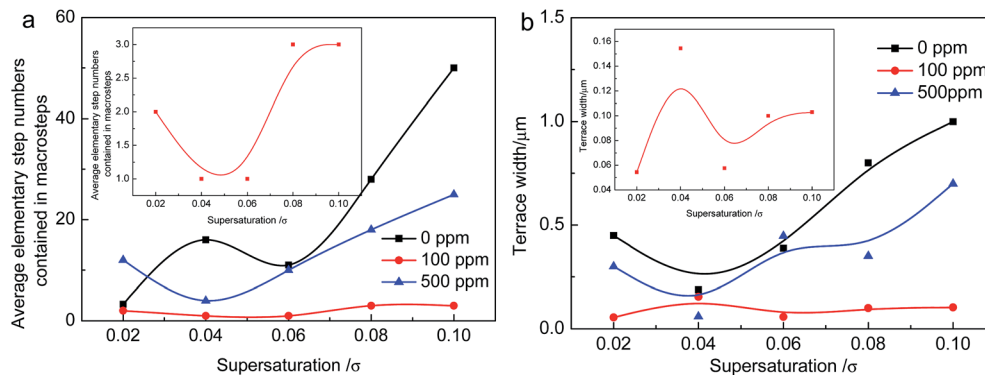 a
60
40
20
0
0.02 0.04 0.06 0.08 0.10
Supersaturation /σ
Average elementary step numbers
contained in macrosteps
0 ppm
100 ppm
500 ppm
3.0
2.5
2.0
1.5
1.0
0.02 0.04 0.06 0.08 0.10
Supersaturation /σ
Average elementary step numbers
contained in macrosteps
b
1.5
1.0
0.5
0.0
0.02 0.04 0.06 0.08 0.10
Supersaturation /σ
Terrace width/μm
0 ppm
100 ppm
500ppm
0.16
0.14
0.12
0.10
0.08
0.06
0.04
0.02 0.04 0.06 0.08 0.10
Supersaturation /σ
Terrace width/μm